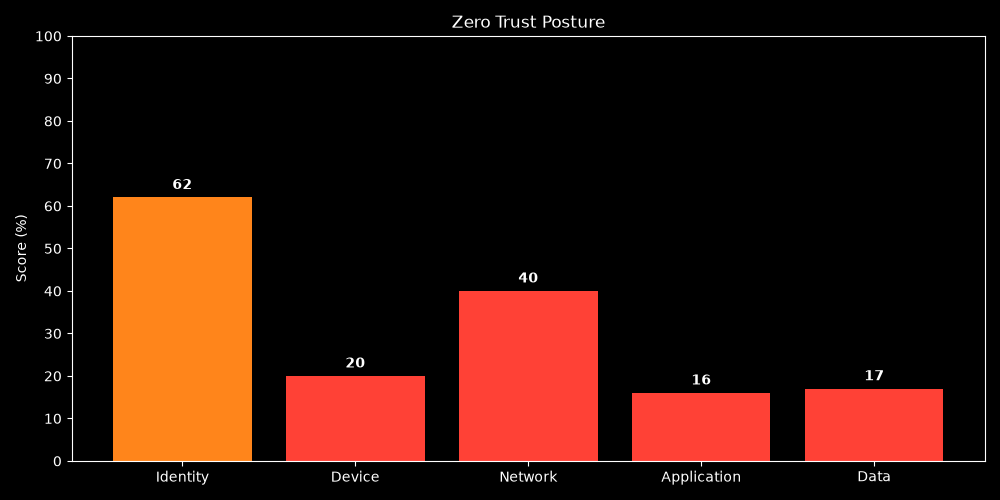 Zero Trust Posture
Score (%)
100
90
80
70
60
50
40
30
20
10
0
62
20
40
16
17
Identity
Device
Network
Application
Data